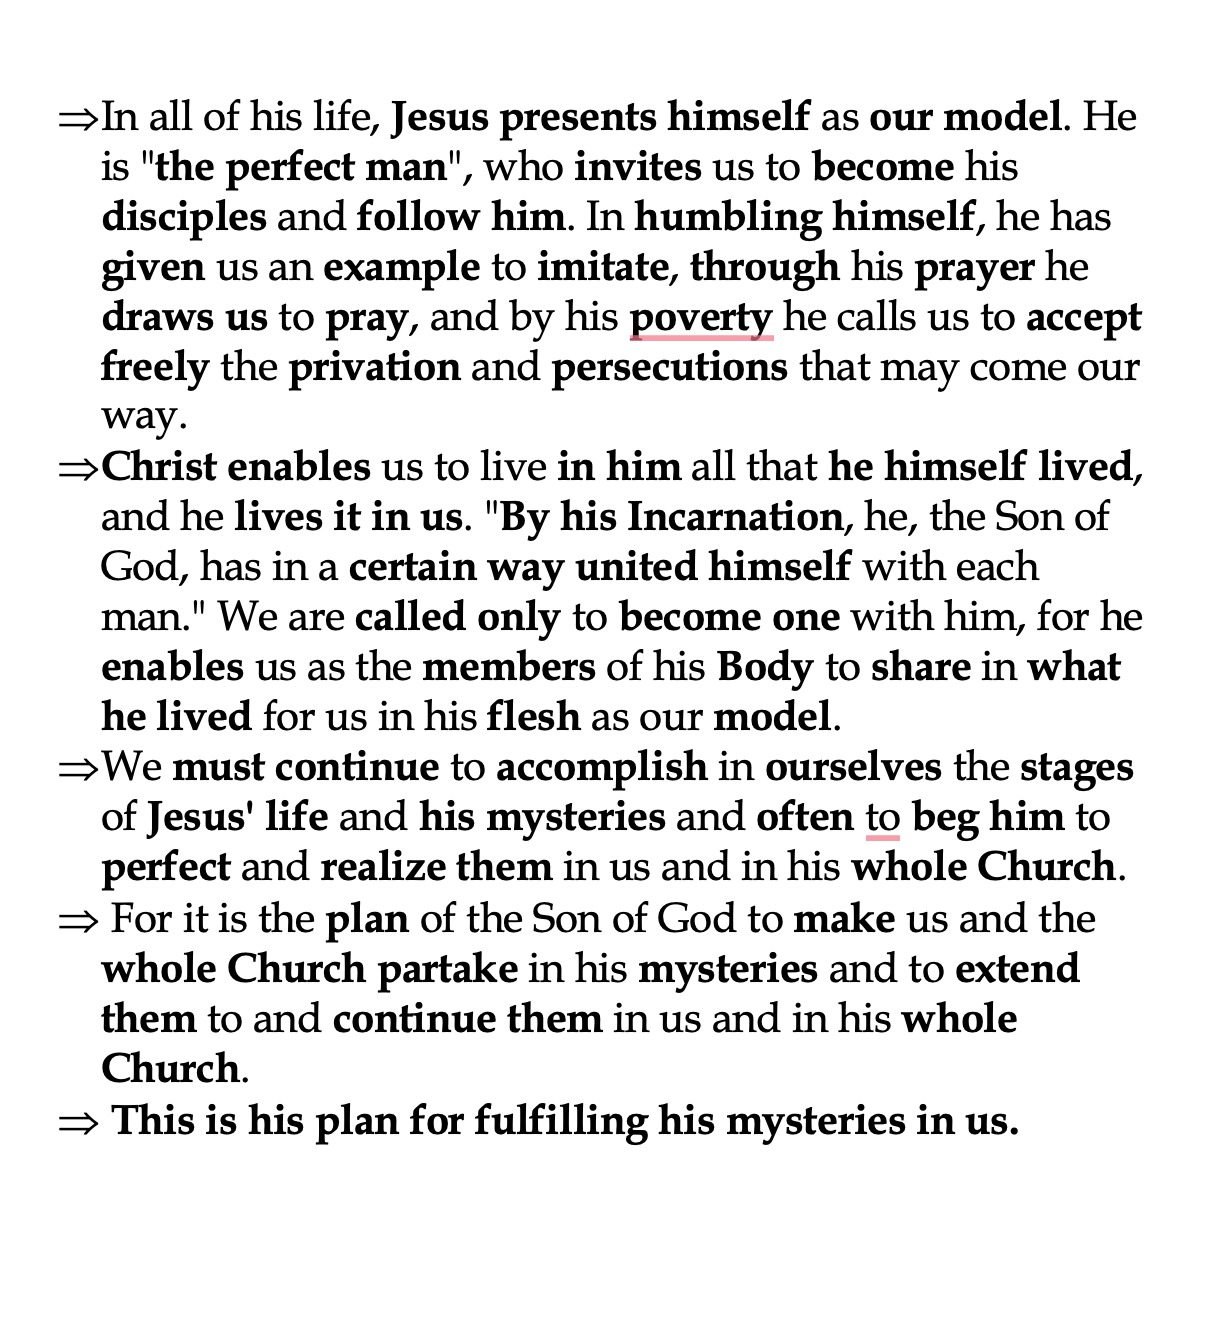 ⇒In all of his life, Jesus presents himself as our model. He
is "the perfect man", who invites us to become his
disciples and follow him. In humbling himself, he has
given us an example to imitate, through his prayer he
draws us to pray, and by his poverty he calls us to accept
freely the privation and persecutions that may come our
way.
⇒Christ enables us to live in him all that he himself lived,
and he lives it in us. "By his Incarnation, he, the Son of
God, has in a certain way united himself with each
man." We are called only to become one with him, for he
enables us as the members of his Body to share in what
he lived for us in his flesh as our model.
⇒We must continue to accomplish in ourselves the stages
of Jesus' life and his mysteries and often to beg him to
perfect and realize them in us and in his whole Church.
⇒ For it is the plan of the Son of God to make us and the
whole Church partake in his mysteries and to extend
them to and continue them in us and in his whole
Church.
⇒ This is his plan for fulfilling his mysteries in us.